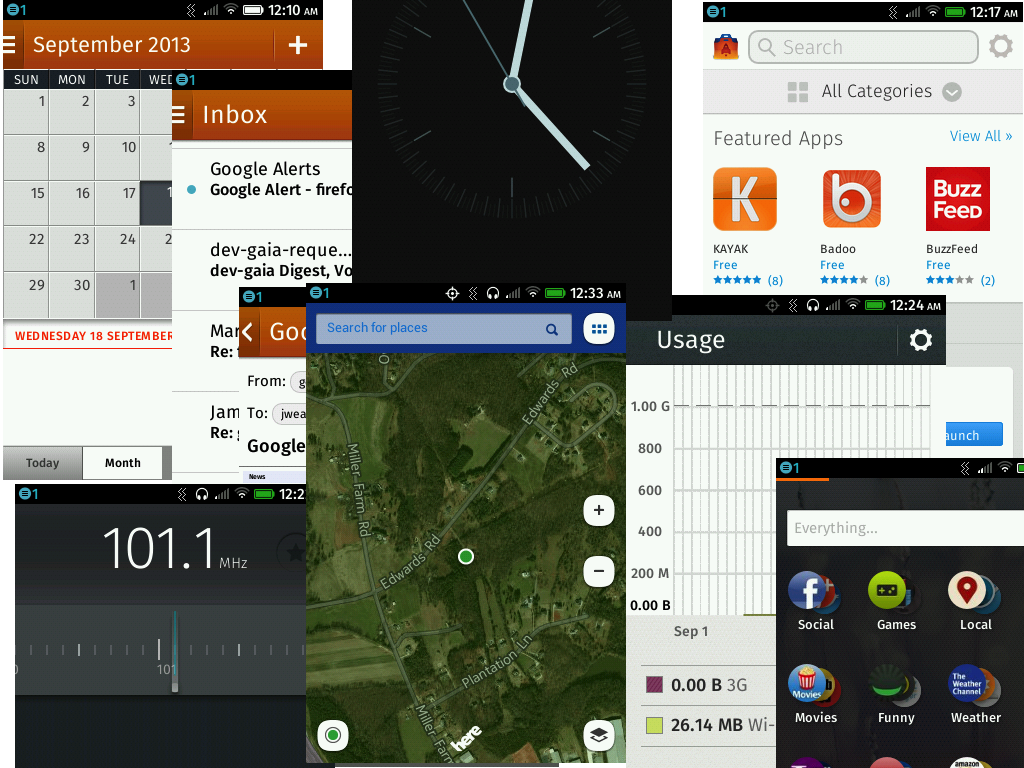 1 12:10 AM
September 2013
SUN MON TUE WED
1 2 3
8 9 10
15 16 17
22 23 24
29 30 1
WEDNESDAY 18 SEPTEMBER
Today Month
1
Inbox
Google Alerts
Google Alert - firefo
dev-gaia-reque...
dev-gaia Digest, Vo
Mar
Re:
Jam
Re:
1
Goo
From: g
To: jwea
Google
News
1 12:33 AM
Search for places
Edwards Rd
Miller Farm Rd
Edwards Rd
Plantation Ln
Miller Farm
here
1 12:17 AM
Search
All Categories
Featured Apps View All »
K
b
BUZZ
FEED
KAYAK Badoo BuzzFeed
Free Free Free
(8) (8) (2)
aunch
12:24 AM
Usage
1.00 G
800
600
400
200 M
0.00 B
Sep 1
0.00 B 3G
26.14 MB Wi-
1 12:2
101.1 MHz
101
1
Everything...
f
Social Games Local
Movies
The
Weather
Channel
Movies Funny Weather
amazon